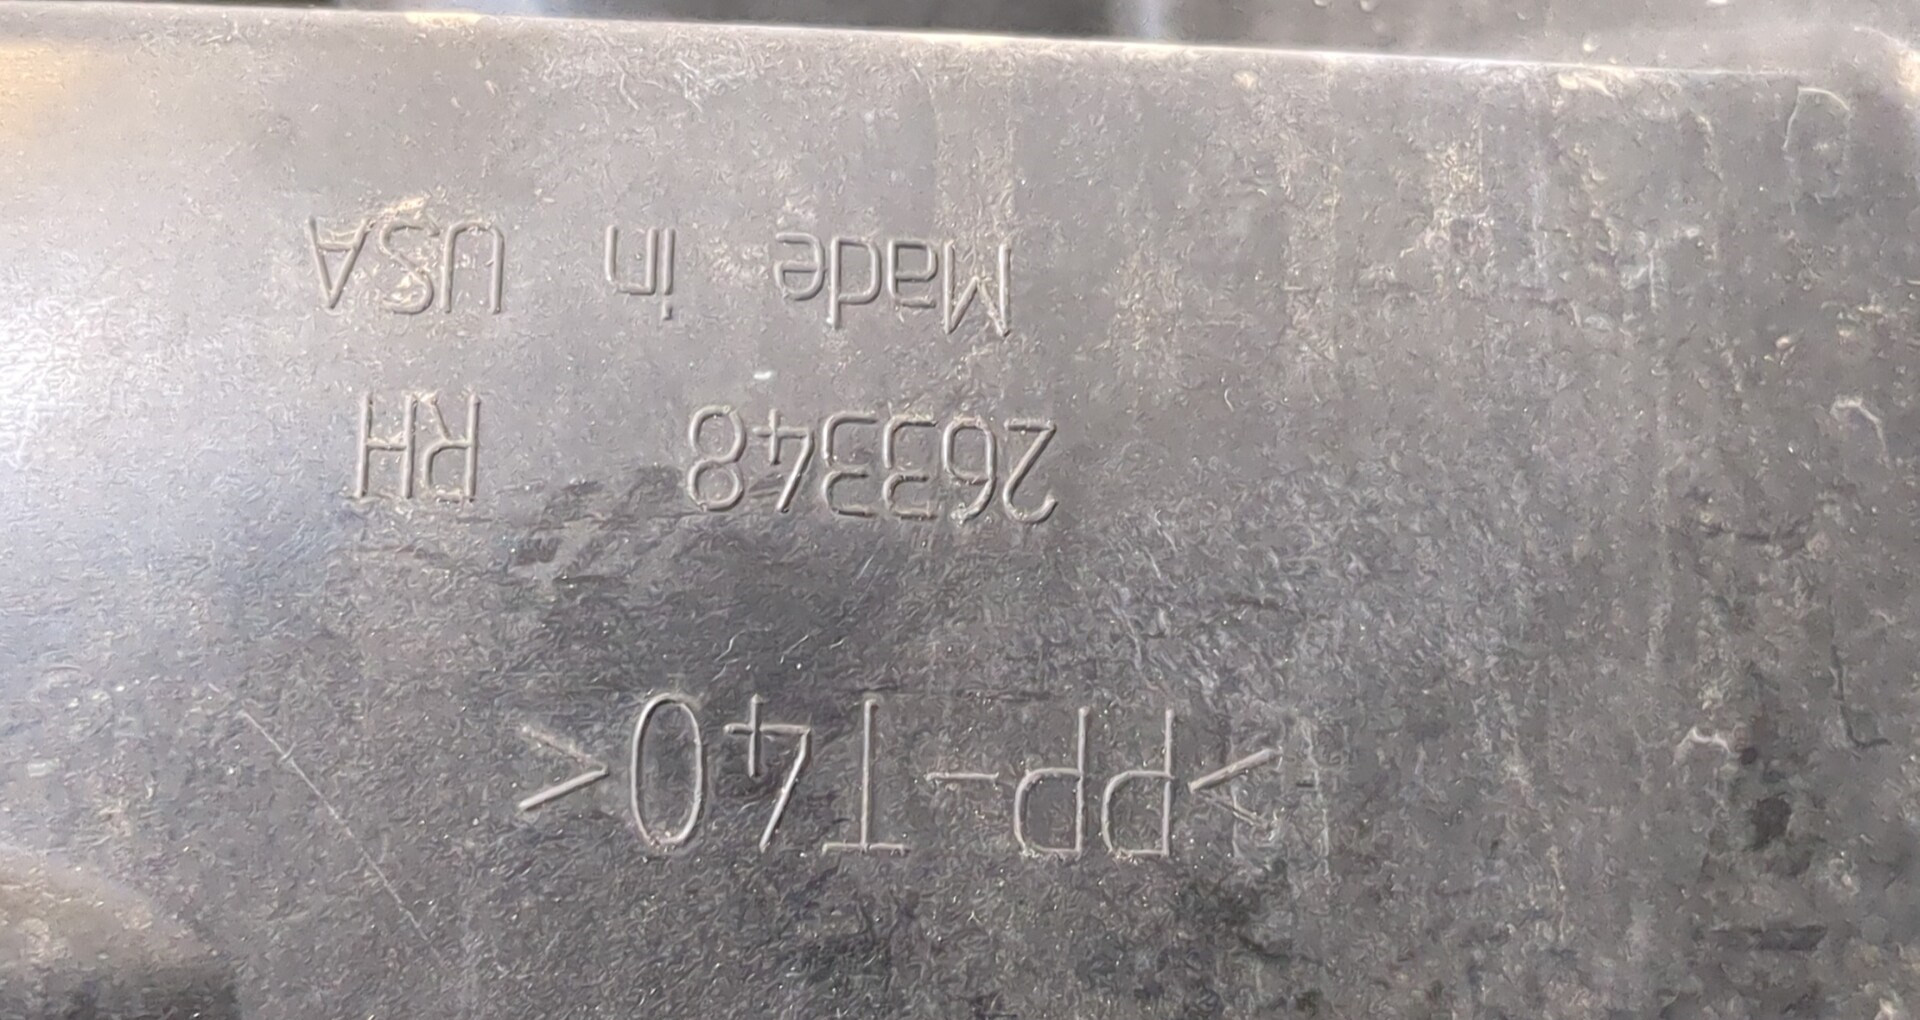 >PP-T40<
263348 RH
Made in USA